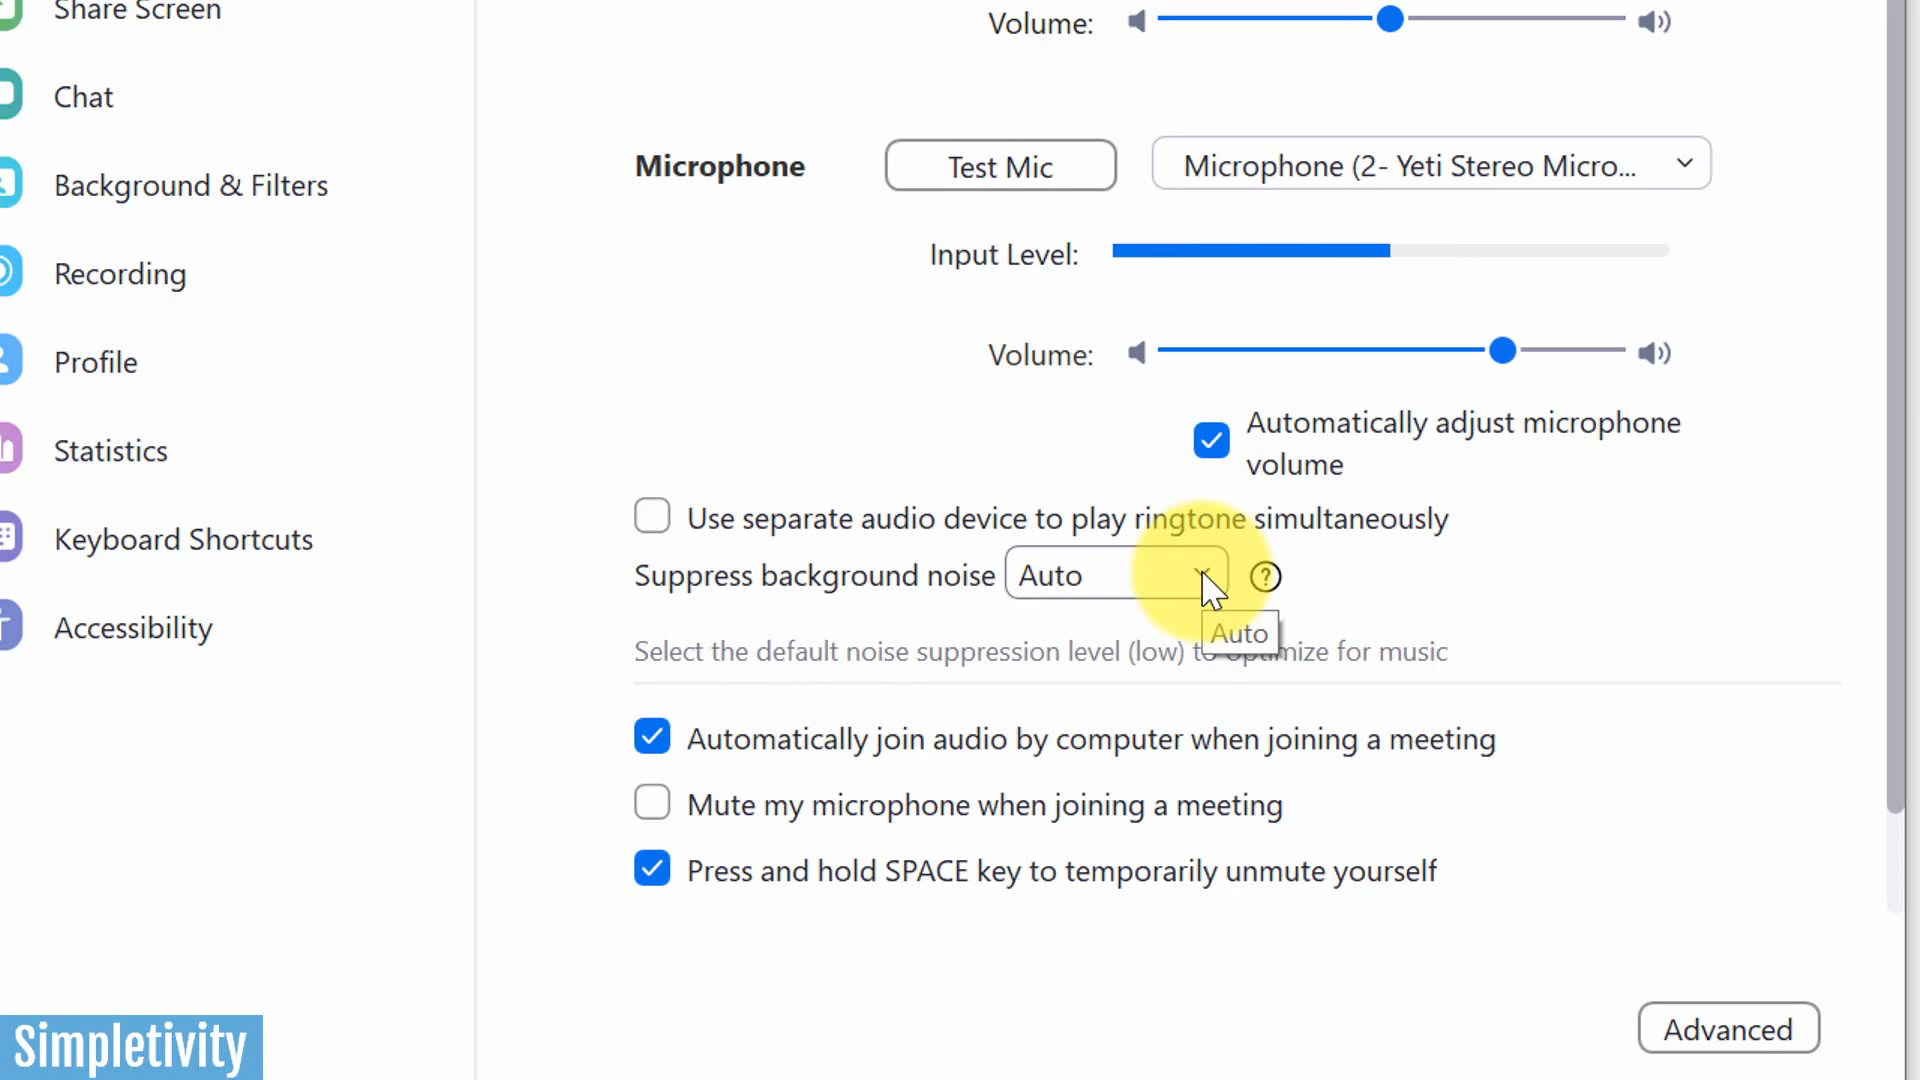 Share Screen
Chat
Background & Filters
Recording
Profile
Statistics
Keyboard Shortcuts
Accessibility
Volume:
Microphone
Test Mic
Microphone (2- Yeti Stereo Micro...
Input Level:
Volume:
Automatically adjust microphone
volume
Use separate audio device to play ringtone simultaneously
Suppress background noise Auto ?
Auto
Select the default noise suppression level (low) to optimize for music
Automatically join audio by computer when joining a meeting
Mute my microphone when joining a meeting
Press and hold SPACE key to temporarily unmute yourself
Advanced
Simpletivity